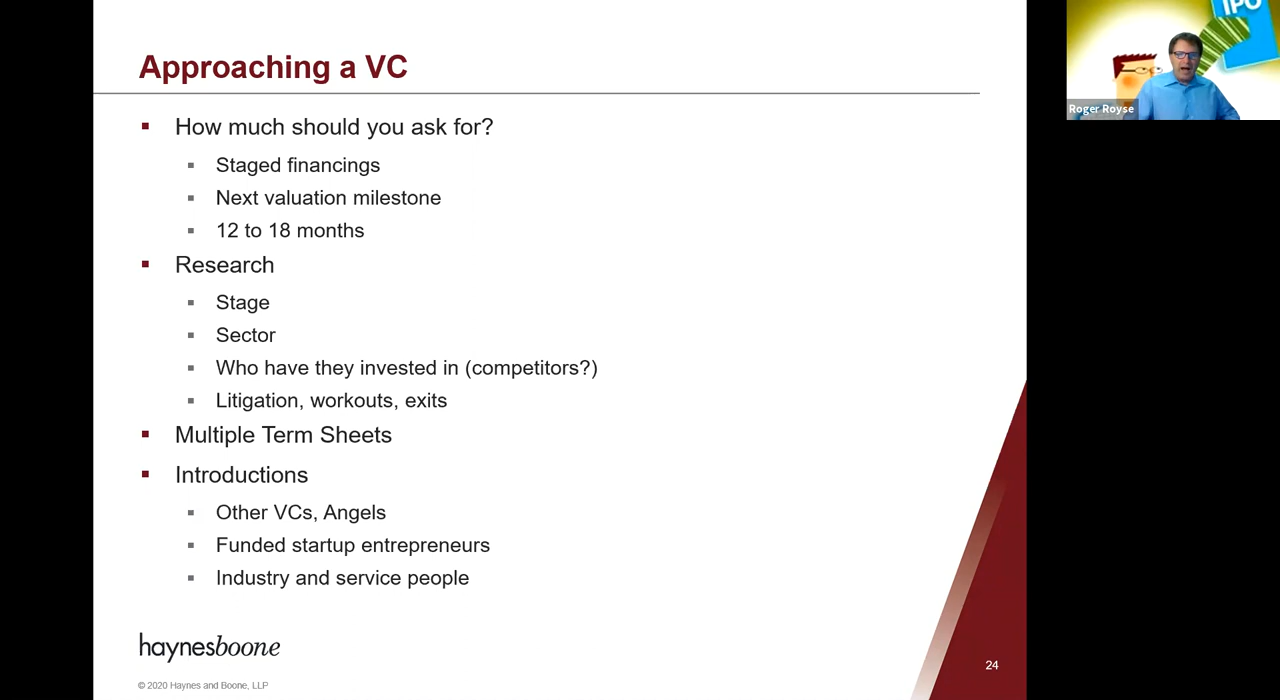 Approaching a VC
How much should you ask for?
Staged financings
Next valuation milestone
12 to 18 months
Research
Stage
Sector
Who have they invested in (competitors?)
Litigation, workouts, exits
Multiple Term Sheets
Introductions
Other VCs, Angels
Funded startup entrepreneurs
Industry and service people
haynesboone
© 2020 Haynes and Boone, LLP
24
IPO
Roger Royse